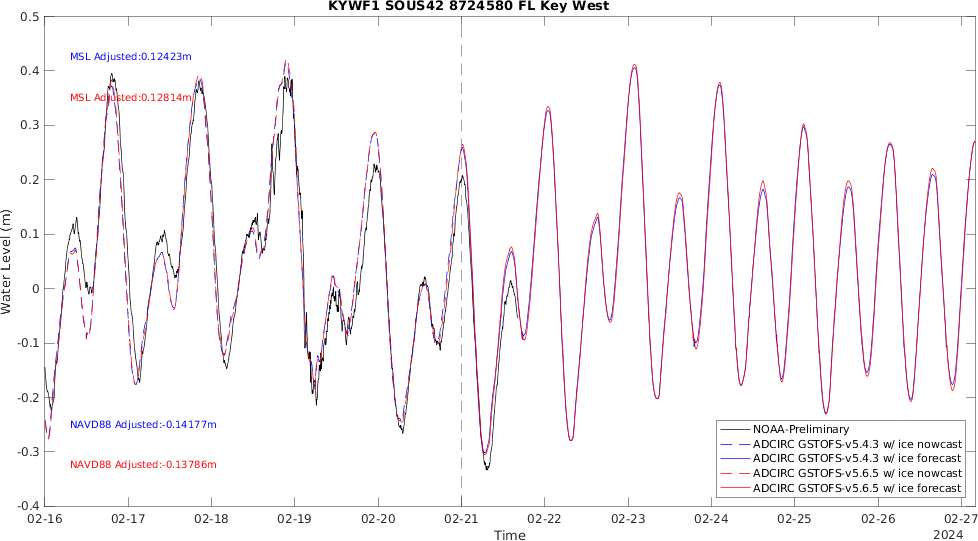 KYWF1 SOUS42 8724580 FL Key West
0.5
0.4
0.3
0.2
0.1
0
-0.1
-0.2
-0.3
-0.4
Water Level (m)
MSL Adjusted:0.12423m
MSL Adjusted:0.12814m
NAVD88 Adjusted:-0.14177m
NAVD88 Adjusted:-0.13786m
NOAA-Preliminary
ADCIRC GSTOFS-v5.4.3 w/ ice nowcast
ADCIRC GSTOFS-v5.4.3 w/ ice forecast
ADCIRC GSTOFS-v5.6.5 w/ ice nowcast
ADCIRC GSTOFS-v5.6.5 w/ ice forecast
02-16 02-17 02-18 02-19 02-20 02-21 02-22 02-23 02-24 02-25 02-26 02-27
Time
2024